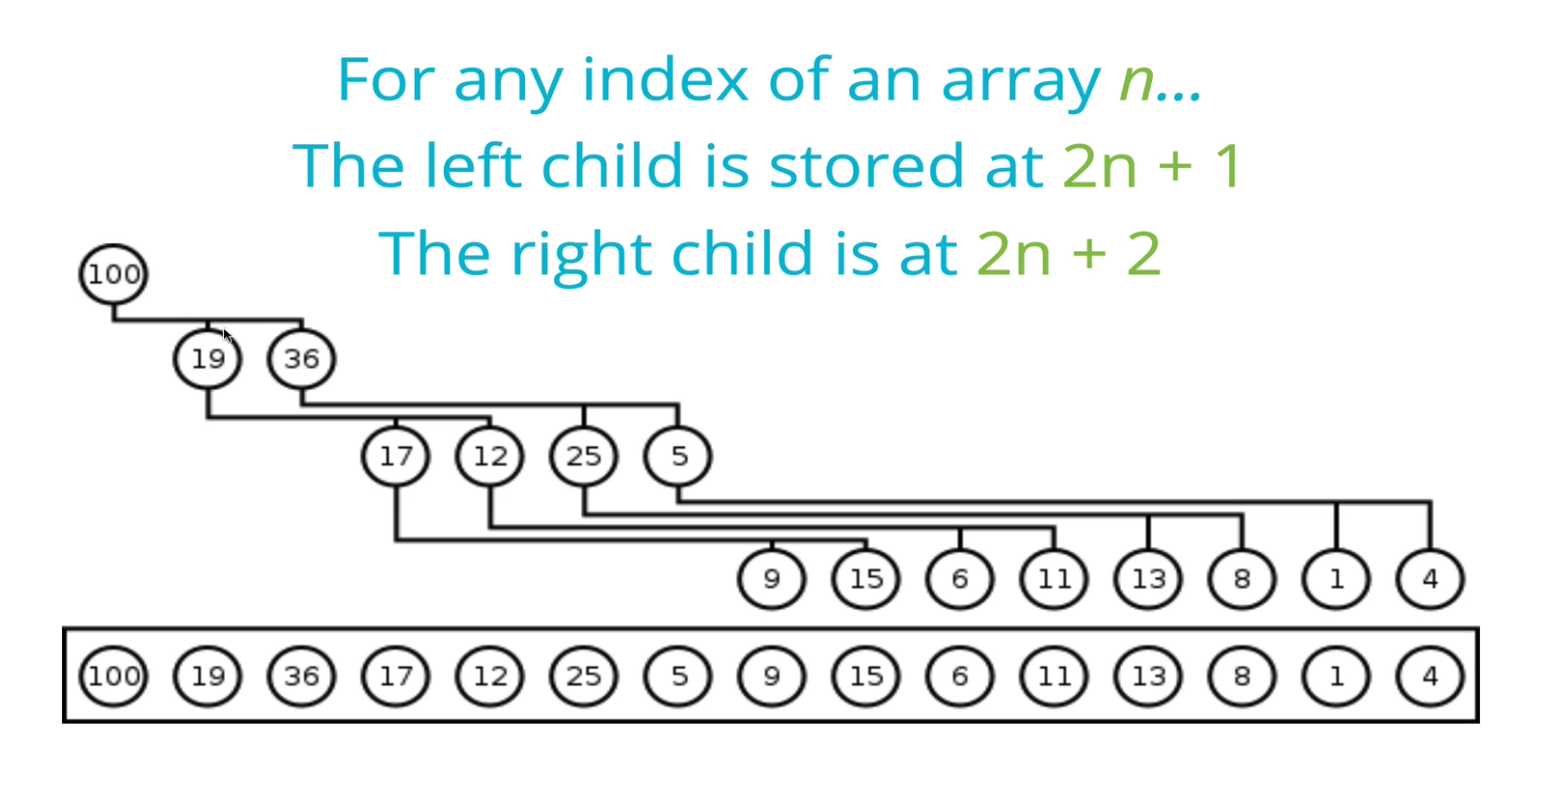 For any index of an array n...
The left child is stored at 2n + 1
The right child is at 2n + 2
100
19 36
17 12 25 5
9 15 6 11 13 8 1 4
100 19 36 17 12 25 5 9 15 6 11 13 8 1 4